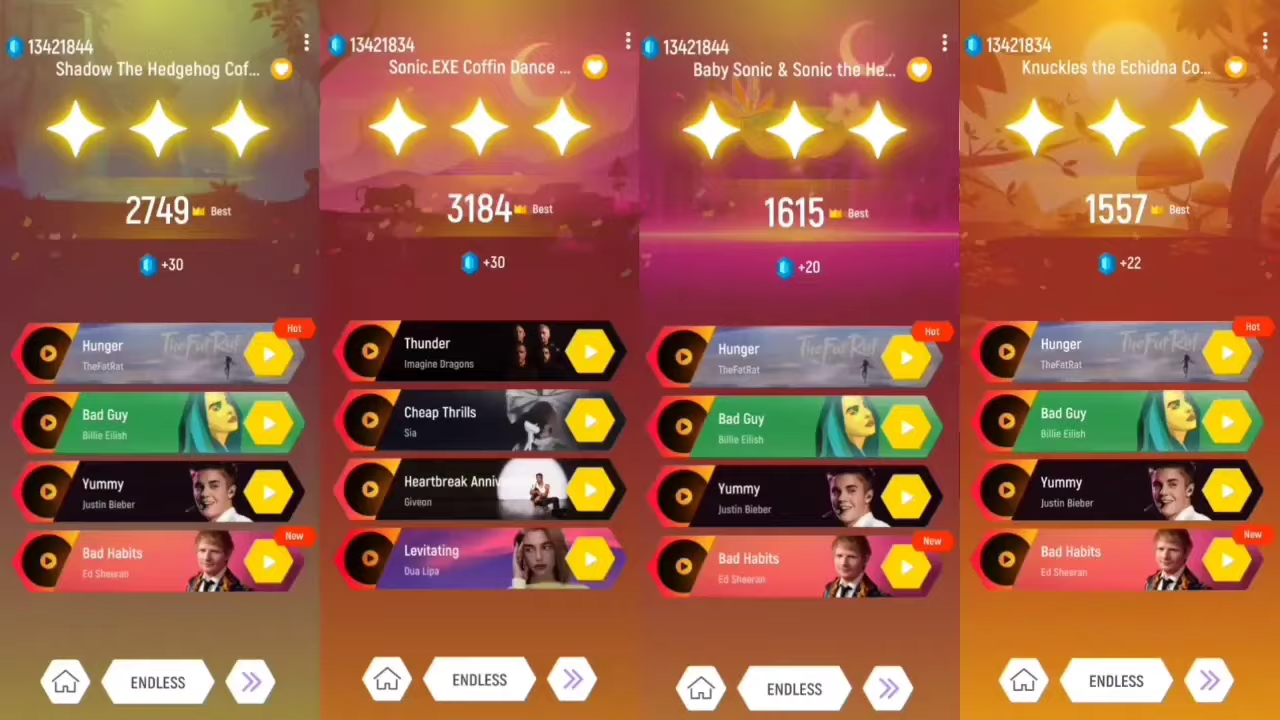 13421844
Shadow The Hedgehog Cof...
2749 Best
+30
Hot
Hunger
TheFatRat
TheFatRat
Bad Guy
Billie Eilish
Yummy
Justin Bieber
New
Bad Habits
Ed Sheeran
ENDLESS
13421834
Sonic.EXE Coffin Dance ...
3184 Best
+30
Thunder
Imagine Dragons
Cheap Thrills
Sia
Heartbreak Anniv
Giveon
Levitating
Dua Lipa
ENDLESS
13421844
Baby Sonic & Sonic the He...
1615 Best
+20
Hot
Hunger
TheFatRat
TheFatRat
Bad Guy
Billie Eilish
Yummy
Justin Bieber
New
Bad Habits
Ed Sheeran
ENDLESS
13421834
Knuckles the Echidna Co...
1557 Best
+22
Hot
Hunger
TheFatRat
TheFatRat
Bad Guy
Billie Eilish
Yummy
Justin Bieber
New
Bad Habits
Ed Sheeran
ENDLESS